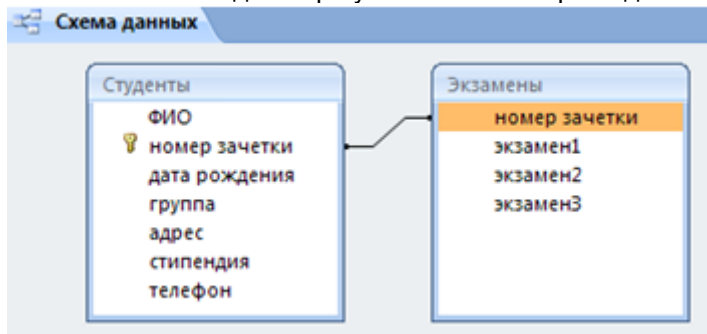 Схема данных
Студенты
ФИО
номер зачетки
дата рождения
группа
адрес
стипендия
телефон
Экзамены
номер зачетки
экзамен1
экзамен2
экзамен3